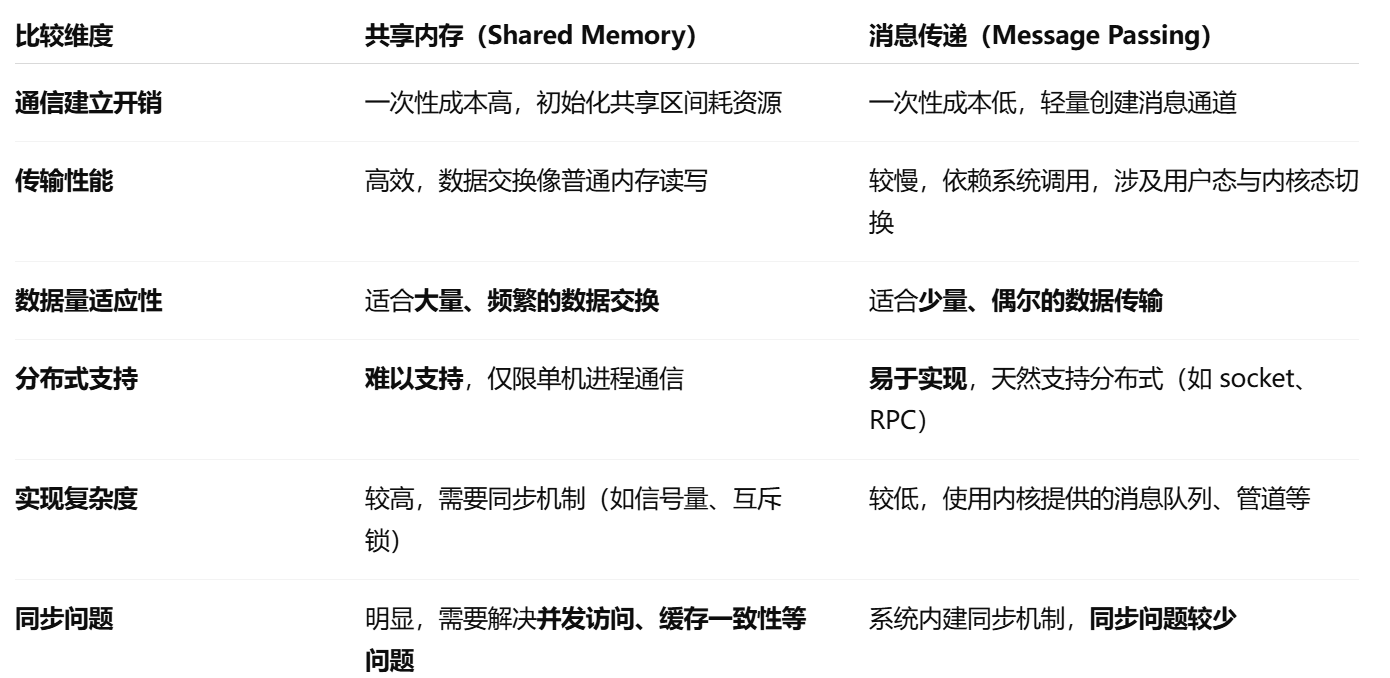 比较维度 共享内存（Shared Memory） 消息传递（Message Passing）
通信建立开销 一次性成本高，初始化共享区间耗资源 一次性成本低，轻量创建消息通道
传输性能 高效，数据交换像普通内存读写 较慢，依赖系统调用，涉及用户态与内核态切
换
数据量适应性 适合大量、频繁的数据交换 适合少量、偶尔的数据传输
分布式支持 难以支持，仅限单机进程通信 易于实现，天然支持分布式（如 socket、
RPC）
实现复杂度 较高，需要同步机制（如信号量、互斥 较低，使用内核提供的消息队列、管道等
锁）
同步问题 明显，需要解决并发访问、缓存一致性等 系统内建同步机制，同步问题较少
问题